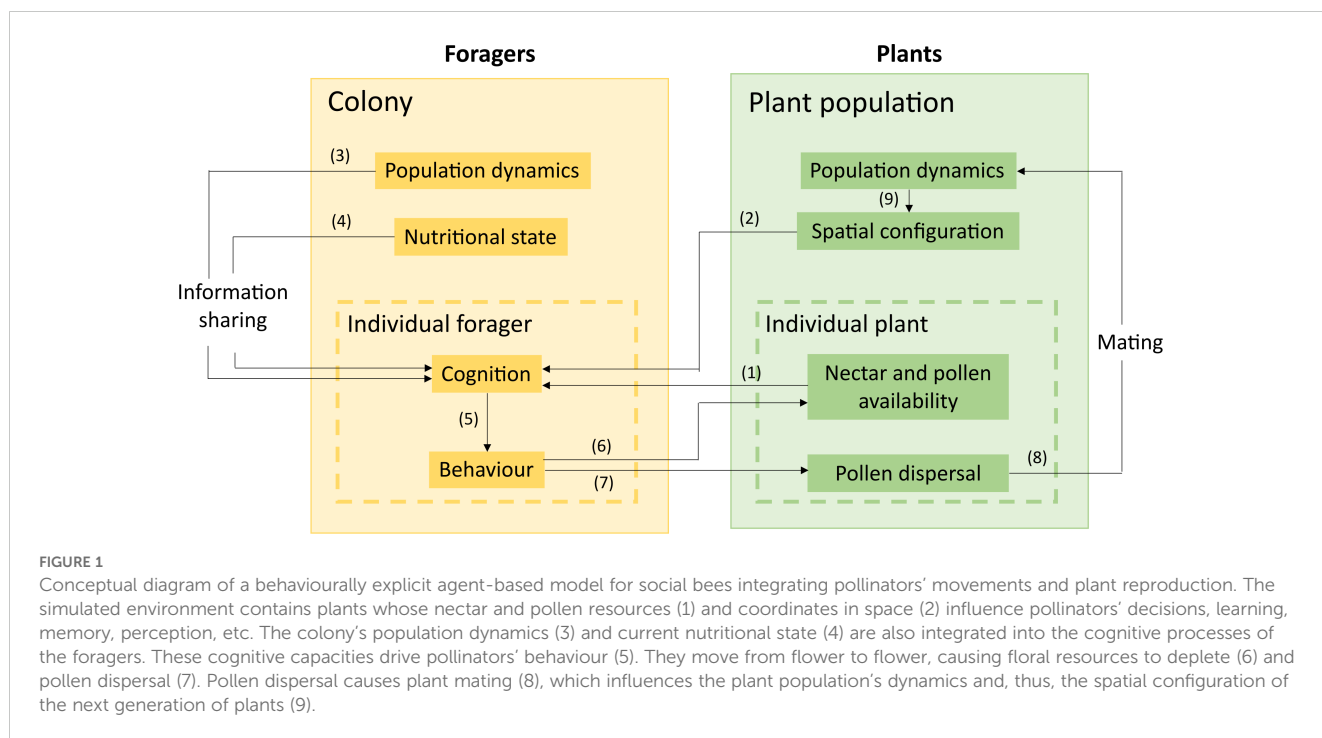 Foragers
Plants
Colony
Plant population
(3)
Population dynamics
Population dynamics
(9)
(4)
Nutritional state
(2)
Spatial configuration
Information
sharing
Individual forager
Individual plant
Mating
Cognition
(1)
Nectar and pollen
availability
(5)
(6)
Behaviour
(7)
Pollen dispersal
(8)
FIGURE 1
Conceptual diagram of a behaviourally explicit agent-based model for social bees integrating pollinators’ movements and plant reproduction. The
simulated environment contains plants whose nectar and pollen resources (1) and coordinates in space (2) influence pollinators’ decisions, learning,
memory, perception, etc. The colony’s population dynamics (3) and current nutritional state (4) are also integrated into the cognitive processes of
the foragers. These cognitive capacities drive pollinators’ behaviour (5). They move from flower to flower, causing floral resources to deplete (6) and
pollen dispersal (7). Pollen dispersal causes plant mating (8), which influences the plant population’s dynamics and, thus, the spatial configuration of
the next generation of plants (9).